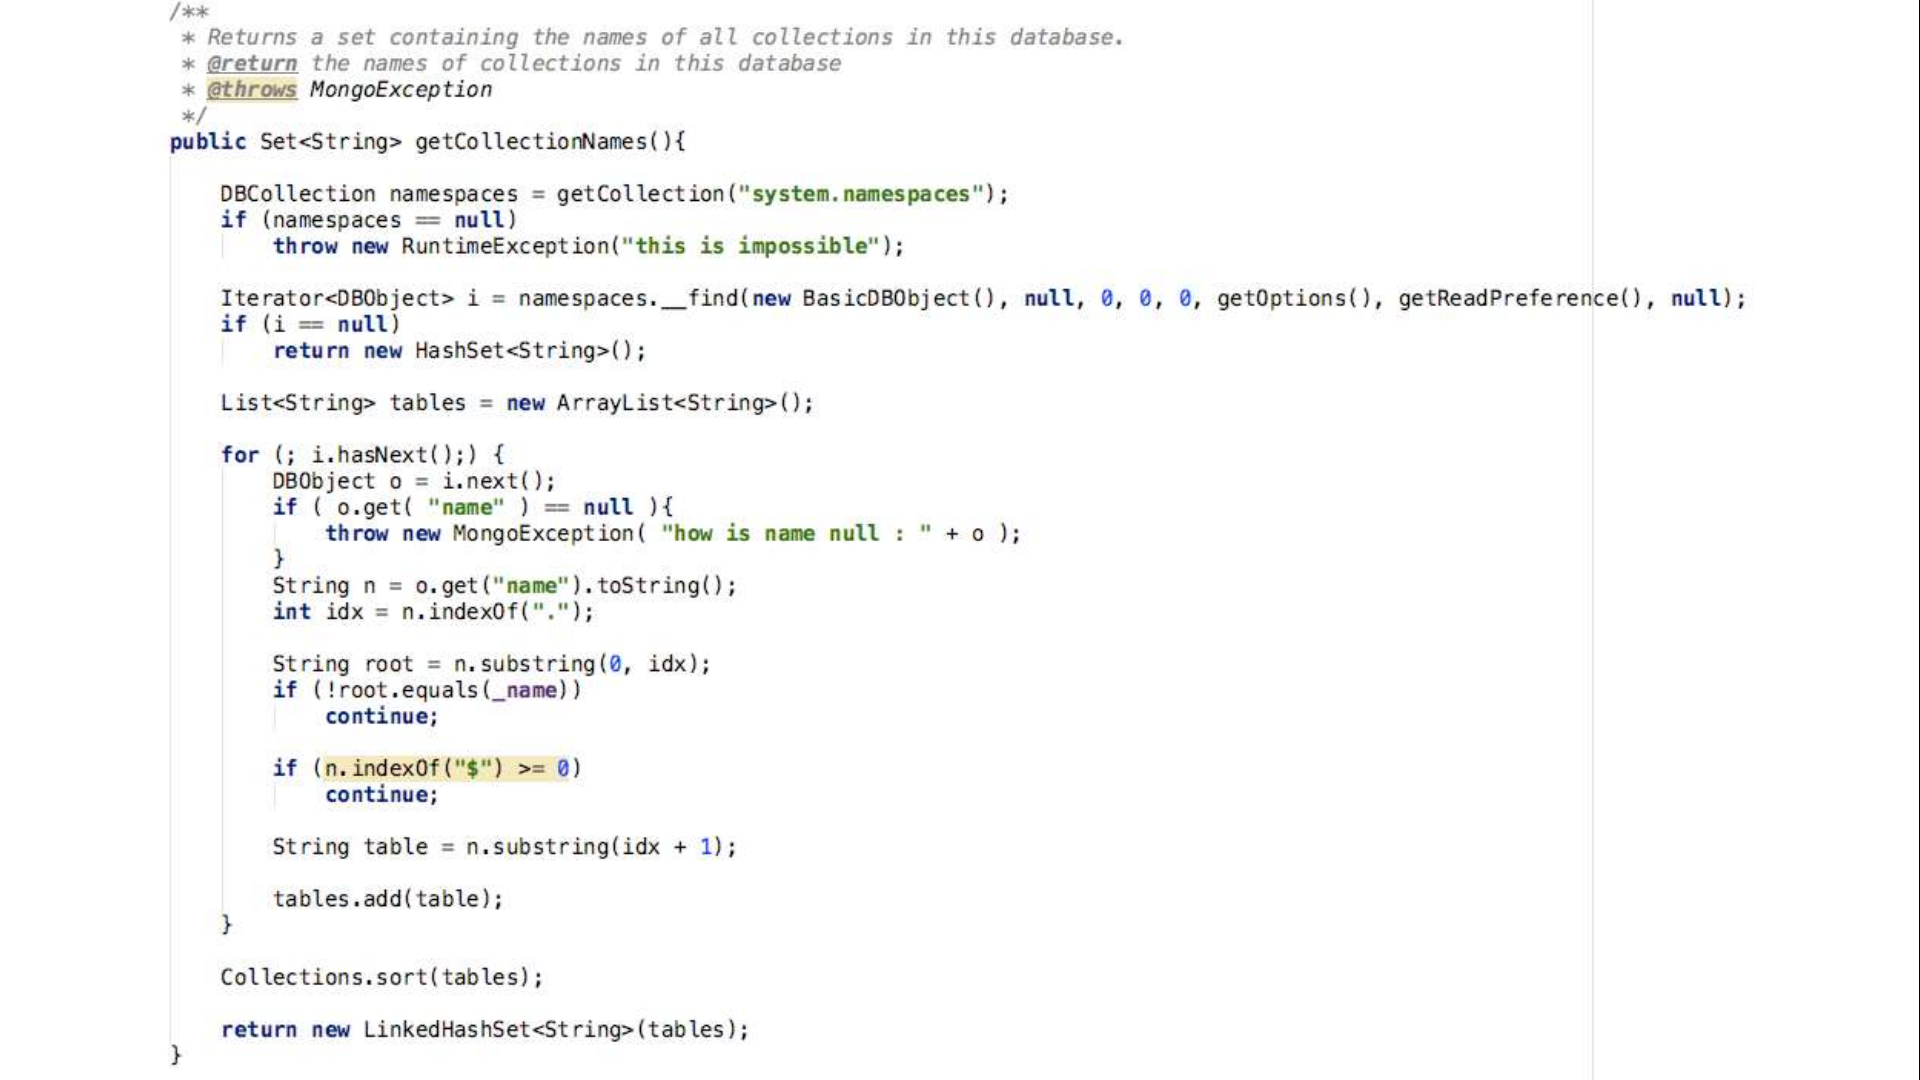 /**
 * Returns a set containing the names of all collections in this database.
 * @return the names of collections in this database
 * @throws MongoException
 */
public Set<String> getCollectionNames(){

    DBCollection namespaces = getCollection("system.namespaces");
    if (namespaces == null)
        throw new RuntimeException("this is impossible");

    Iterator<DBObject> i = namespaces.__find(new BasicDBObject(), null, 0, 0, 0, getOptions(), getReadPreference(), null);
    if (i == null)
        return new HashSet<String>();

    List<String> tables = new ArrayList<String>();

    for (; i.hasNext();) {
        DBObject o = i.next();
        if ( o.get( "name" ) == null ){
            throw new MongoException( "how is name null : " + o );
        }
        String n = o.get("name").toString();
        int idx = n.indexOf(".");

        String root = n.substring(0, idx);
        if (!root.equals(_name))
            continue;

        if (n.indexOf("$") >= 0)
            continue;

        String table = n.substring(idx + 1);

        tables.add(table);
    }

    Collections.sort(tables);

    return new LinkedHashSet<String>(tables);
}